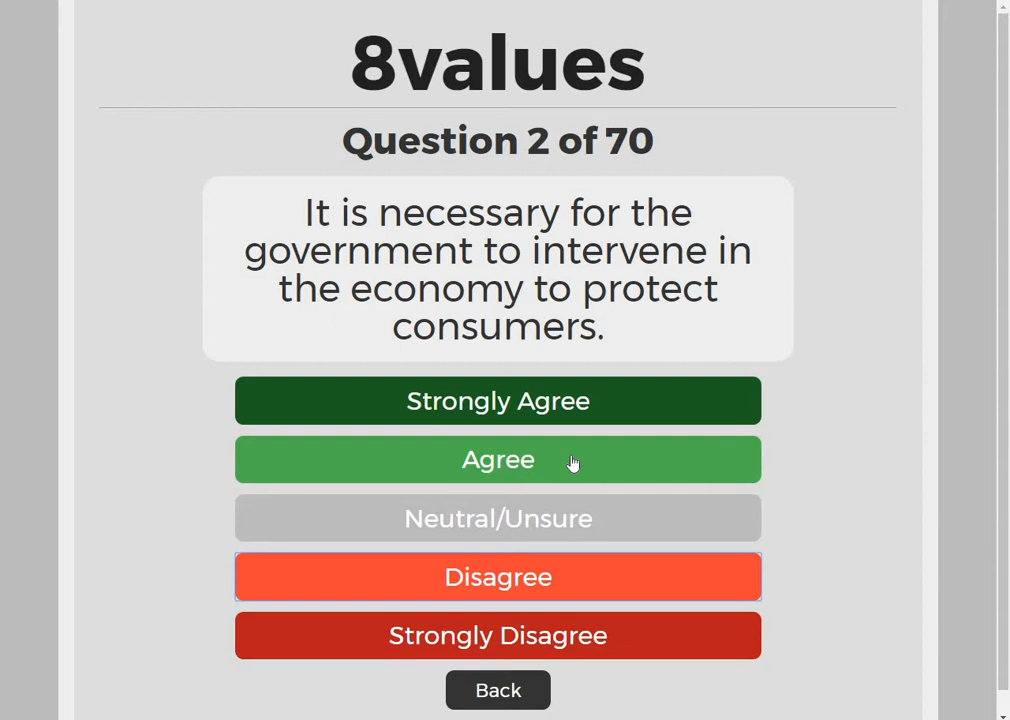 8values
Question 2 of 70
It is necessary for the
government to intervene in
the economy to protect
consumers.
Strongly Agree
Agree
Neutral/Unsure
Disagree
Strongly Disagree
Back